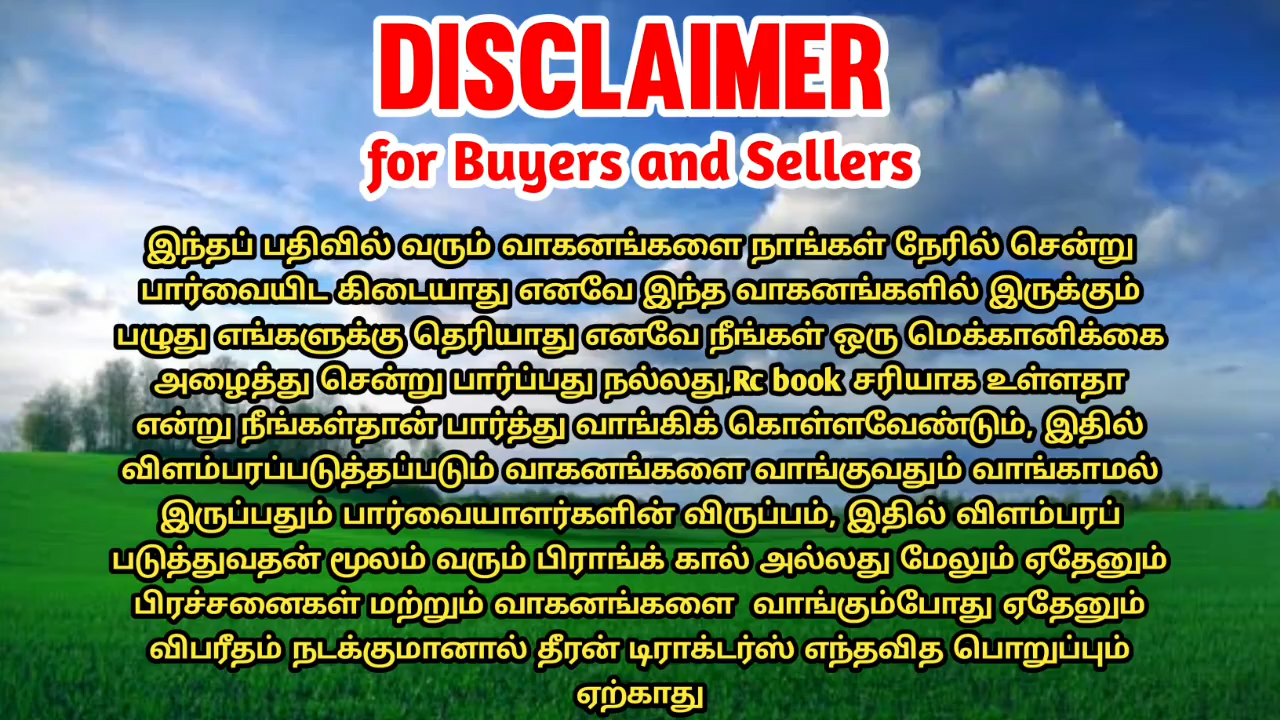 DISCLAIMER
for Buyers and Sellers
இந்தப் பதிவில் வரும் வாகனங்களை நாங்கள் நேரில் சென்று
பார்வையிட கிடையாது எனவே இந்த வாகனங்களில் இருக்கும்
பழுது எங்களுக்கு தெரியாது எனவே நீங்கள் ஒரு மெக்கானிக்கை
அழைத்து சென்று பார்ப்பது நல்லது,Rc book சரியாக உள்ளதா
என்று நீங்கள்தான் பார்த்து வாங்கிக் கொள்ளவேண்டும், இதில்
விளம்பரப்படுத்தப்படும் வாகனங்களை வாங்குவதும் வாங்காமல்
இருப்பதும் பார்வையாளர்களின் விருப்பம், இதில் விளம்பரப்
படுத்துவதன் மூலம் வரும் பிராங்க் கால் அல்லது மேலும் ஏதேனும்
பிரச்சனைகள் மற்றும் வாகனங்களை வாங்கும்போது ஏதேனும்
விபரீதம் நடக்குமானால் தீரன் டிராக்டர்ஸ் எந்தவித பொறுப்பும்
ஏற்காது